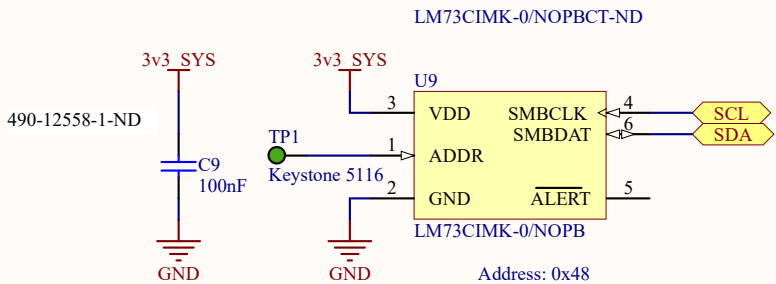 LM73CIMK-0/NOPBCT-ND
3v3_SYS
3v3_SYS
U9
490-12558-1-ND
3
VDD
SMBCLK
4
SCL
SMBDAT
6
SDA
TP1
1
ADDR
C9
100nF
Keystone 5116
2
GND
ALERT
5
LM73CIMK-0/NOPB
GND
GND
Address: 0x48